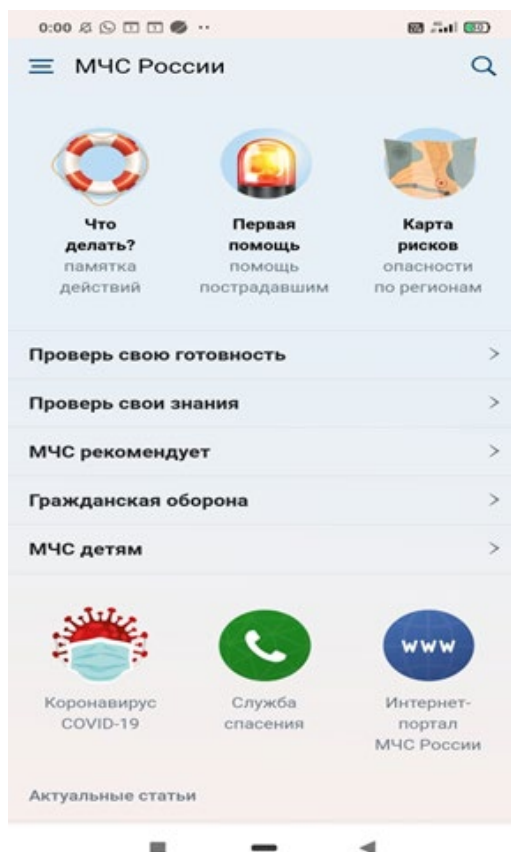 0:00
МЧС России
Что
делать?
памятка
действий
Первая
помощь
помощь
пострадавшим
Карта
рисков
опасности
по регионам
Проверь свою готовность
Проверь свои знания
МЧС рекомендует
Гражданская оборона
МЧС детям
Коронавирус
COVID-19
Служба
спасения
www
Интернет-
портал
МЧС России
Актуальные статьи